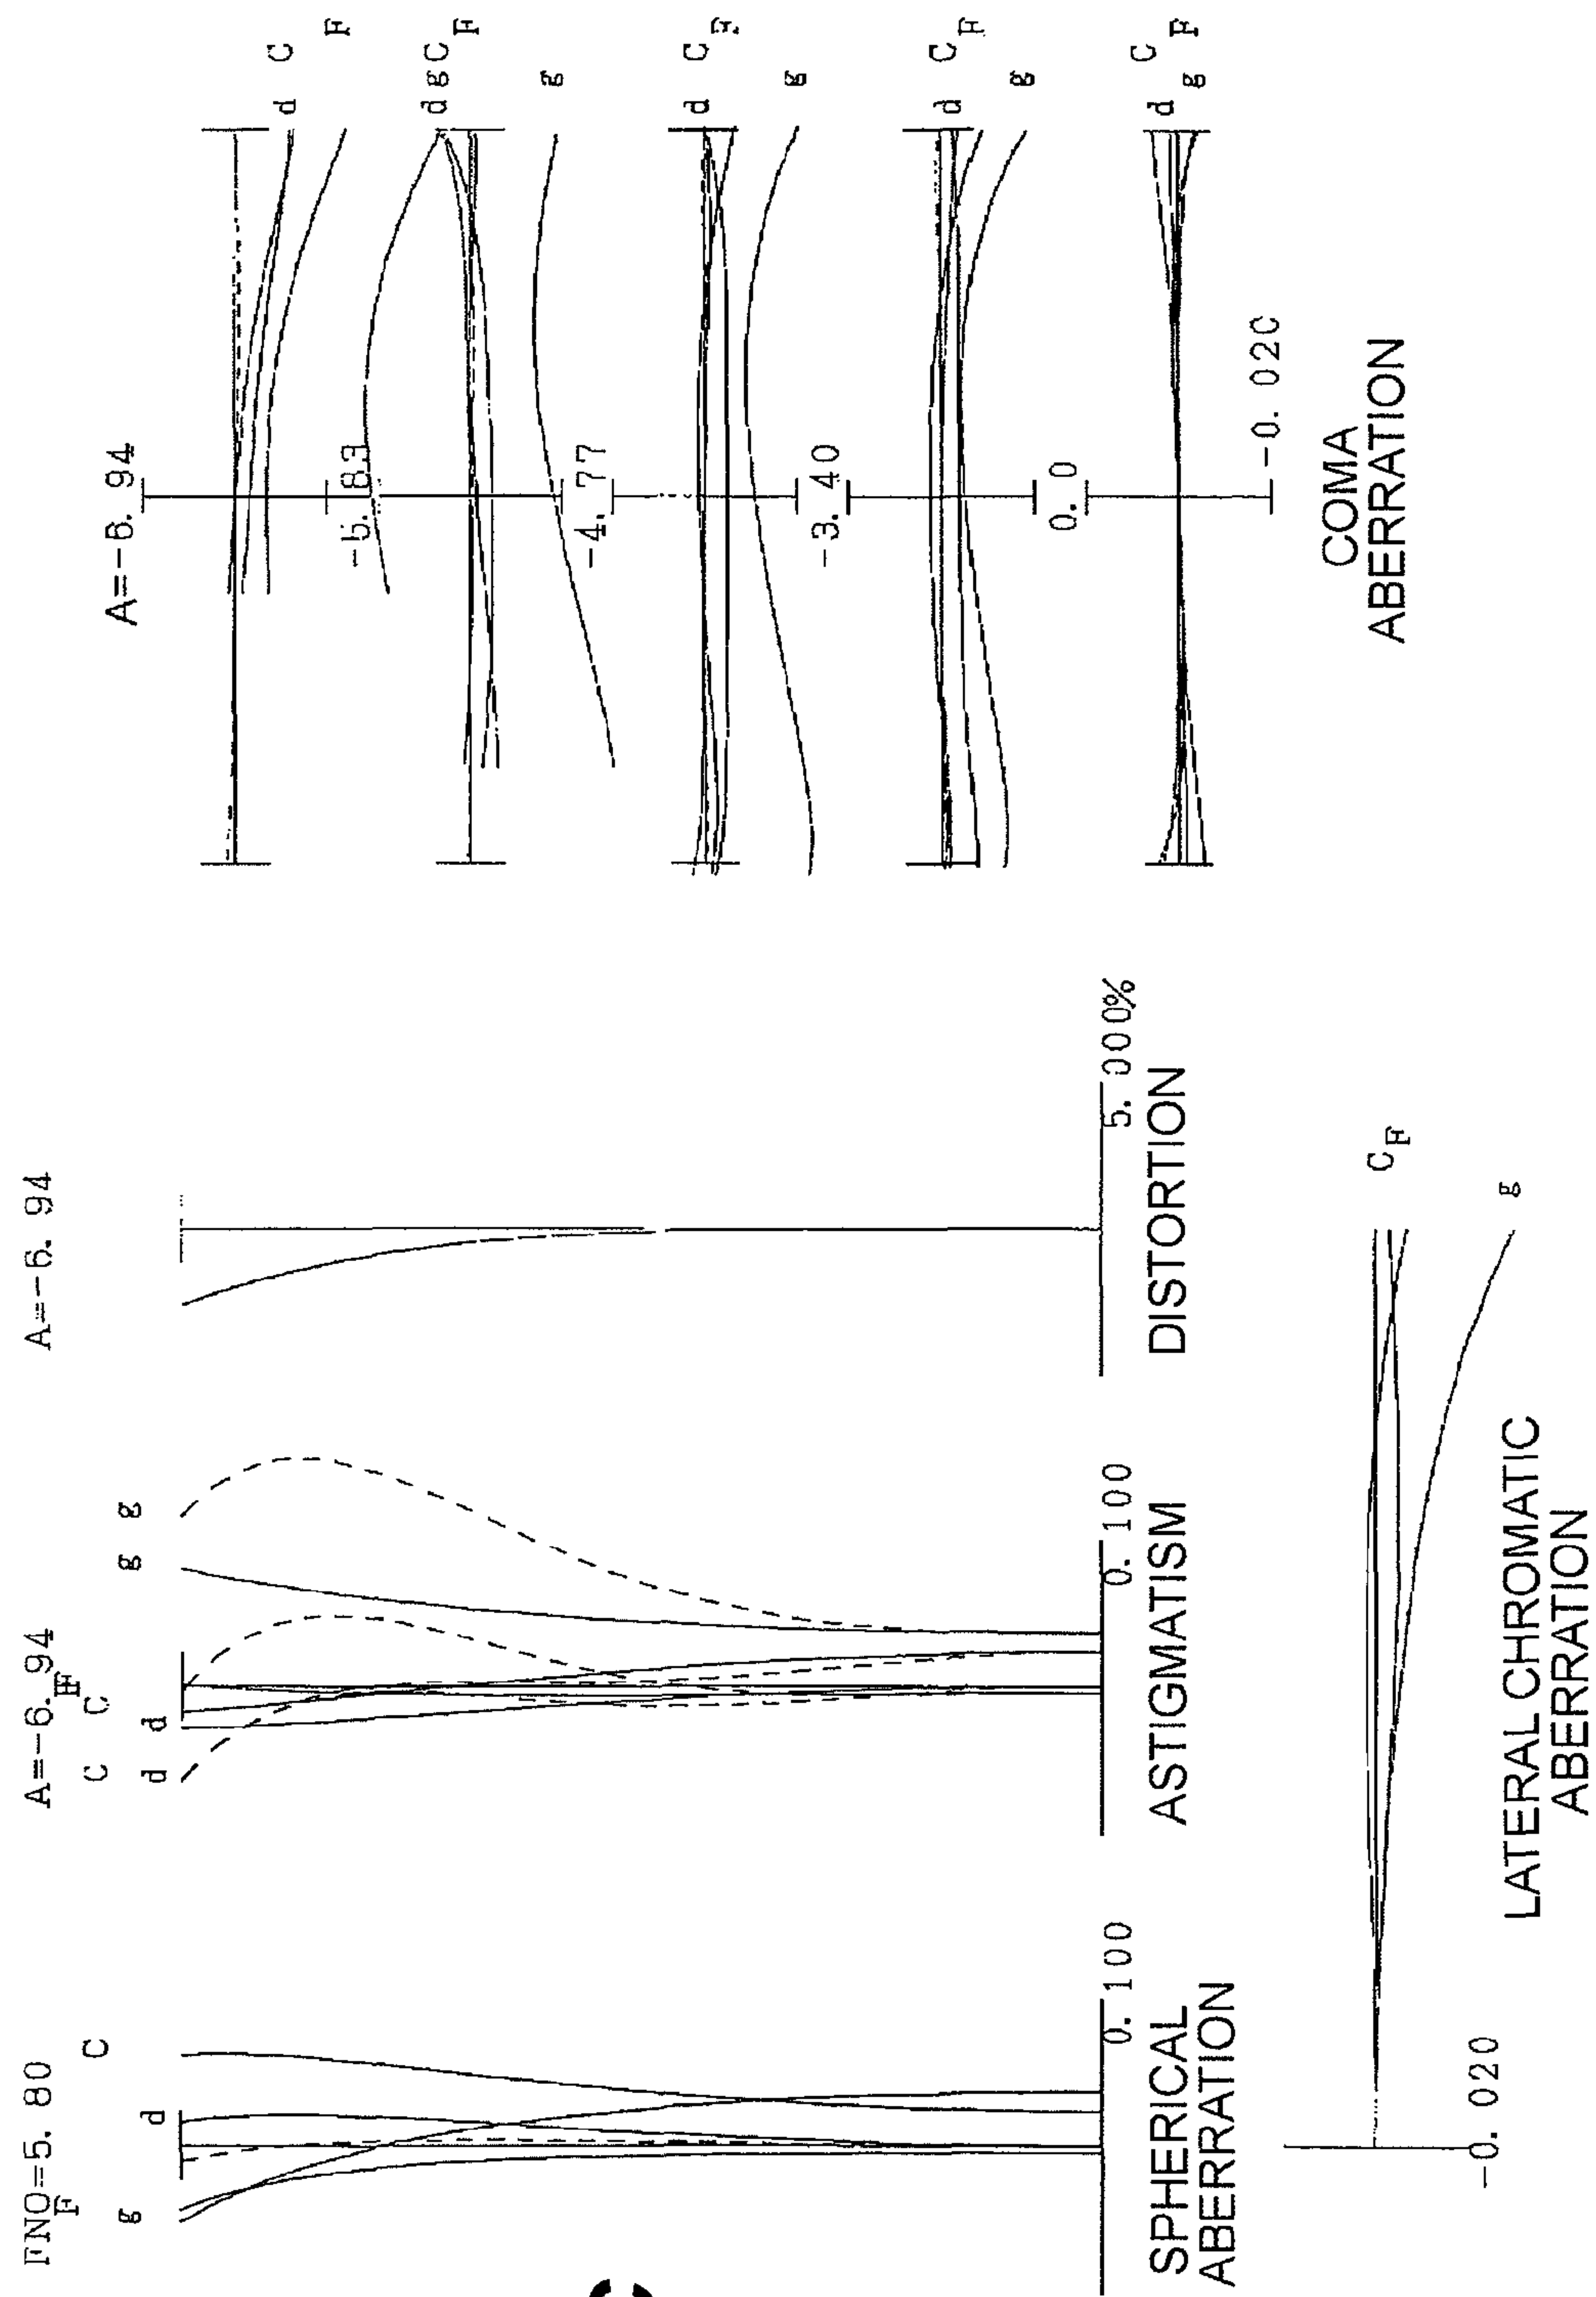 FNO=5. 80
F
g
d
C
0. 100
SPHERICAL
ABERRATION
A=-6. 94
F
C
C
d
d
g
g
0. 100
ASTIGMATISM
A=-6. 94
5. 000%
DISTORTION
-0. 020
C
F
g
LATERAL CHROMATIC
ABERRATION
A=-6. 94
d
C
F
-5. 83
d g C
F
g
-4. 77
d
C
F
g
-3. 40
d
C
F
g
0. 0
d
g
C
F
-0. 020
COMA
ABERRATION